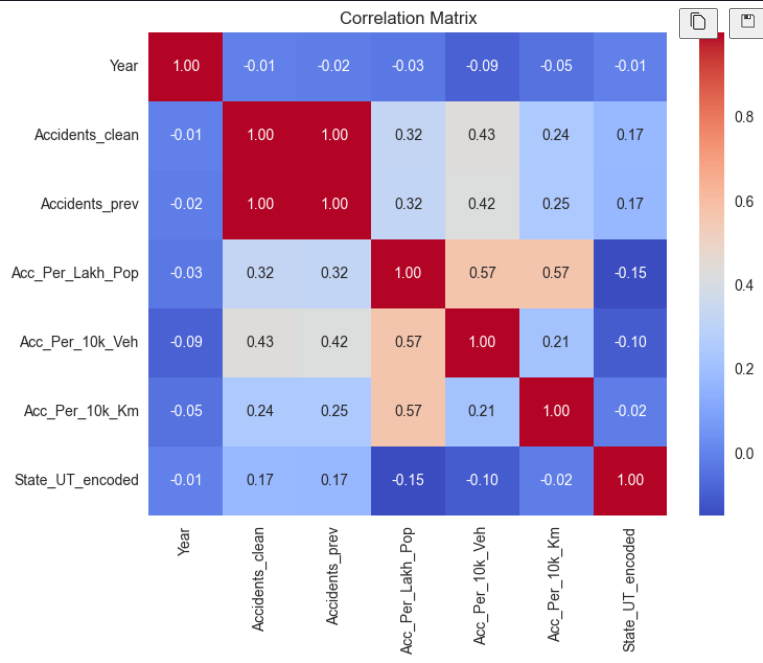 Correlation Matrix
Year 1.00 -0.01 -0.02 -0.03 -0.09 -0.05 -0.01
Accidents_clean -0.01 1.00 1.00 0.32 0.43 0.24 0.17
Accidents_prev -0.02 1.00 1.00 0.32 0.42 0.25 0.17
Acc_Per_Lakh_Pop -0.03 0.32 0.32 1.00 0.57 0.57 -0.15
Acc_Per_10k_Veh -0.09 0.43 0.42 0.57 1.00 0.21 -0.10
Acc_Per_10k_Km -0.05 0.24 0.25 0.57 0.21 1.00 -0.02
State_UT_encoded -0.01 0.17 0.17 -0.15 -0.10 -0.02 1.00
Year
Accidents_clean
Accidents_prev
Acc_Per_Lakh_Pop
Acc_Per_10k_Veh
Acc_Per_10k_Km
State_UT_encoded
0.8
0.6
0.4
0.2
0.0